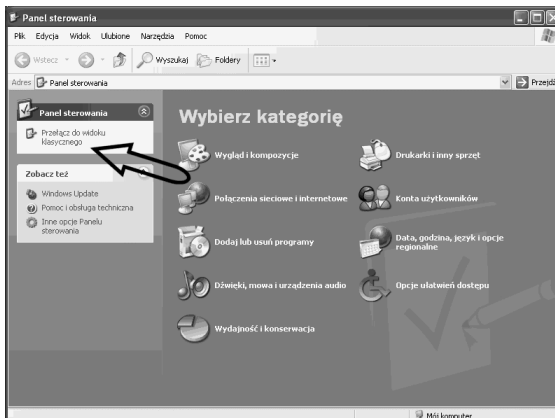 Panel sterowania
Plik Edycja Widok Ulubione Narzędzia Pomoc
Wstecz Wyszukaj Foldery
Adres Panel sterowania Przejdź
Panel sterowania
Przełącz do widoku
klasycznego
Zobacz też
Windows Update
Pomoc i obsługa techniczna
Inne opcje Panelu
sterowania
Wybierz kategorię
Wygląd i kompozycje
Drukarki i inny sprzęt
Połączenia sieciowe i internetowe
Konta użytkowników
Dodaj lub usuń programy
Data, godzina, język i opcje
regionalne
Dźwięki, mowa i urządzenia audio
Opcje ułatwień dostępu
Wydajność i konserwacja
Mój komputer